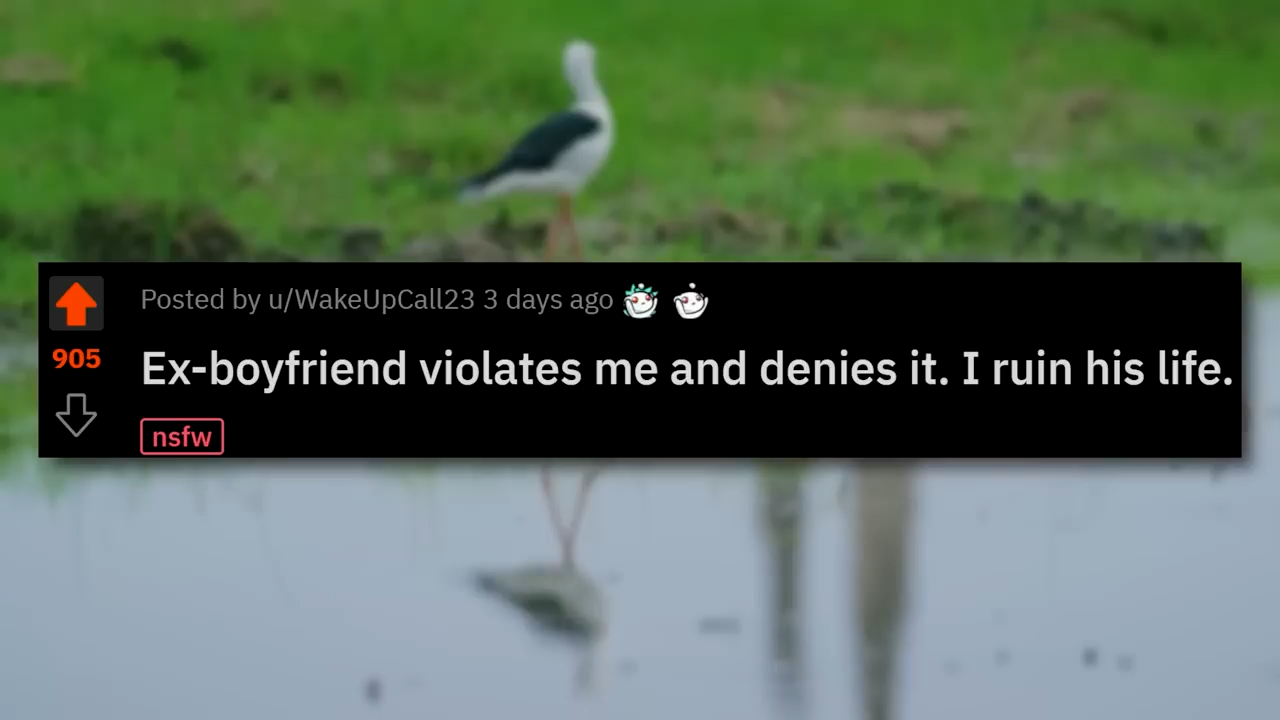 Posted by u/WakeUpCall23 3 days ago
905
Ex-boyfriend violates me and denies it. I ruin his life.
nsfw